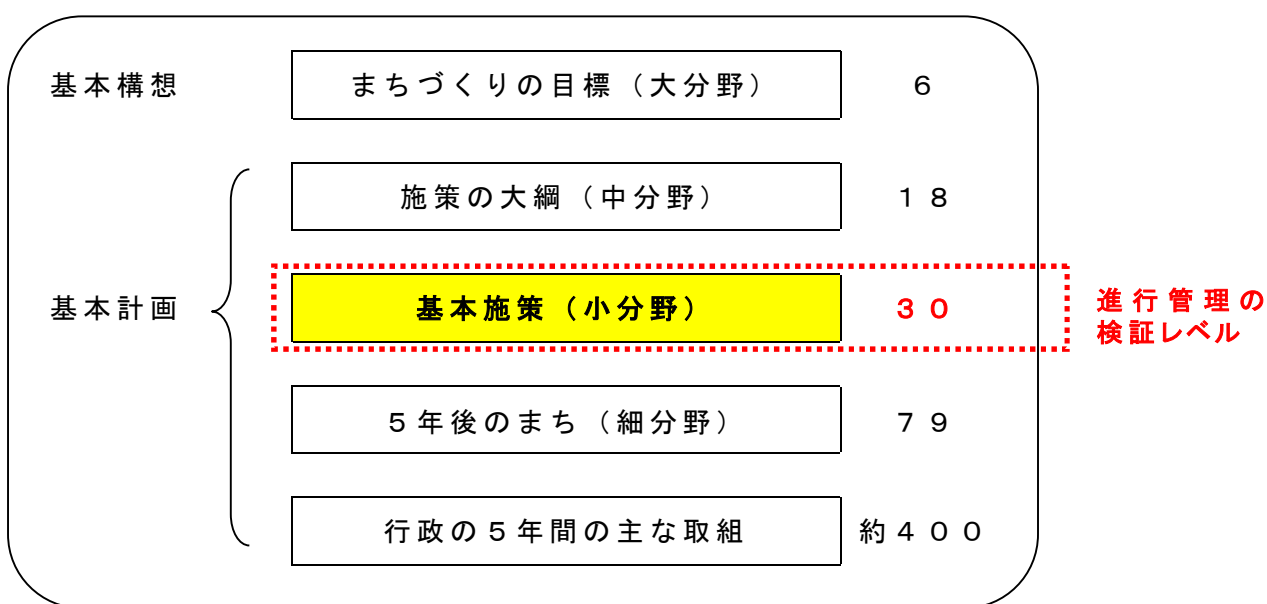 基本構想
まちづくりの目標（大分野）
６
施策の大綱（中分野）
１８
基本計画
基本施策（小分野）
３０
進行管理の
検証レベル
５年後のまち（細分野）
７９
行政の５年間の主な取組
約４００